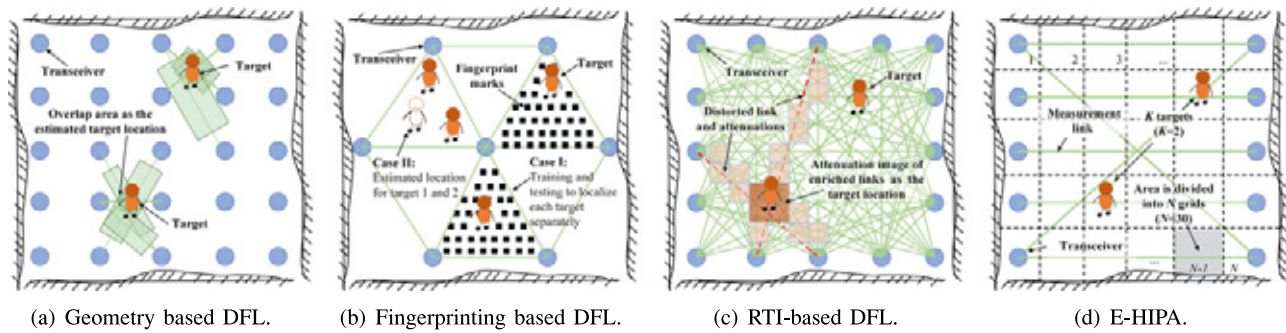 Transceiver
Target
Overlap area as the
estimated target location
Target
Transceiver
Fingerprint
marks
Target
Case II:
Estimated location
for target 1 and 2
Case I:
Training and
testing to localize
each target
separately
Transceiver
Target
Distorted link
and attenuations
Attenuation image of
enriched links as the
target location
1
2
3
...
Measurement
link
K targets
(K=2)
Area is divided
into N grids
(N=30)
Transceiver
...
N-1
N
(a) Geometry based DFL.
(b) Fingerprinting based DFL.
(c) RTI-based DFL.
(d) E-HIPA.